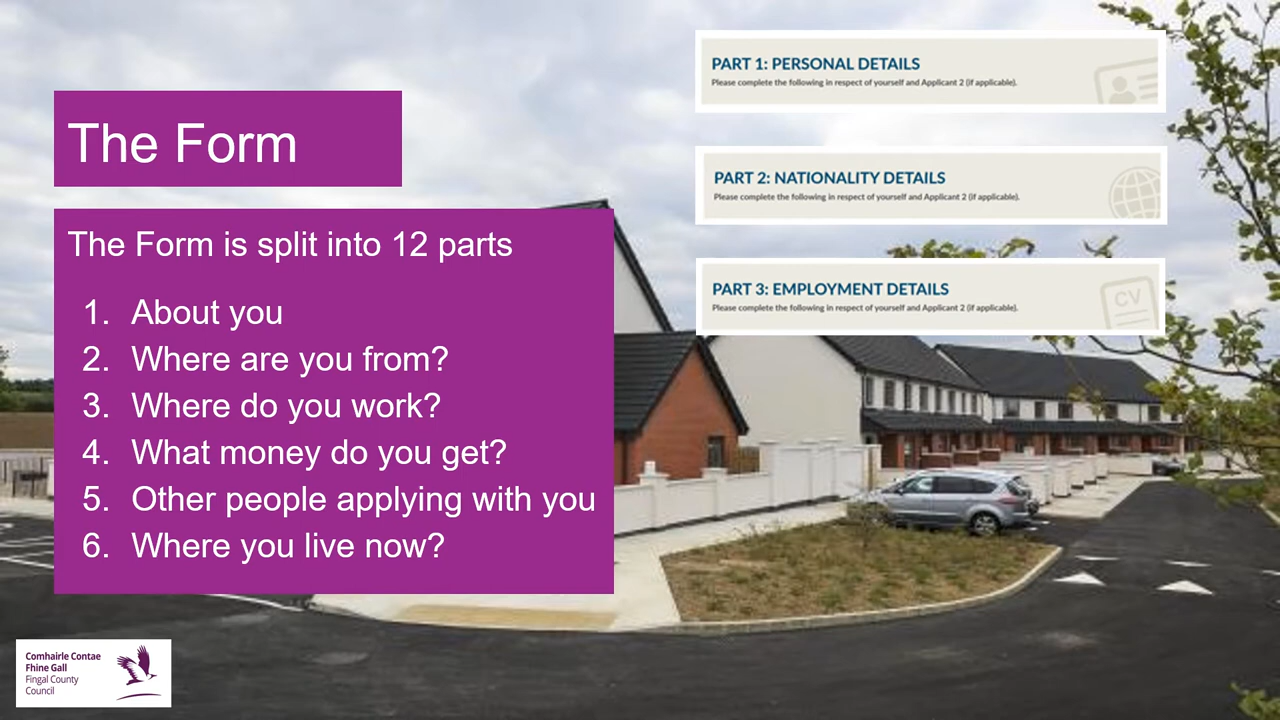 The Form
The Form is split into 12 parts
1. About you
2. Where are you from?
3. Where do you work?
4. What money do you get?
5. Other people applying with you
6. Where you live now?
PART 1: PERSONAL DETAILS
Please complete the following in respect of yourself and Applicant 2 (if applicable).
PART 2: NATIONALITY DETAILS
Please complete the following in respect of yourself and Applicant 2 (if applicable).
PART 3: EMPLOYMENT DETAILS
Please complete the following in respect of yourself and Applicant 2 (if applicable).
CV
Comhairle Contae
Fhine Gall
Fingal County
Council